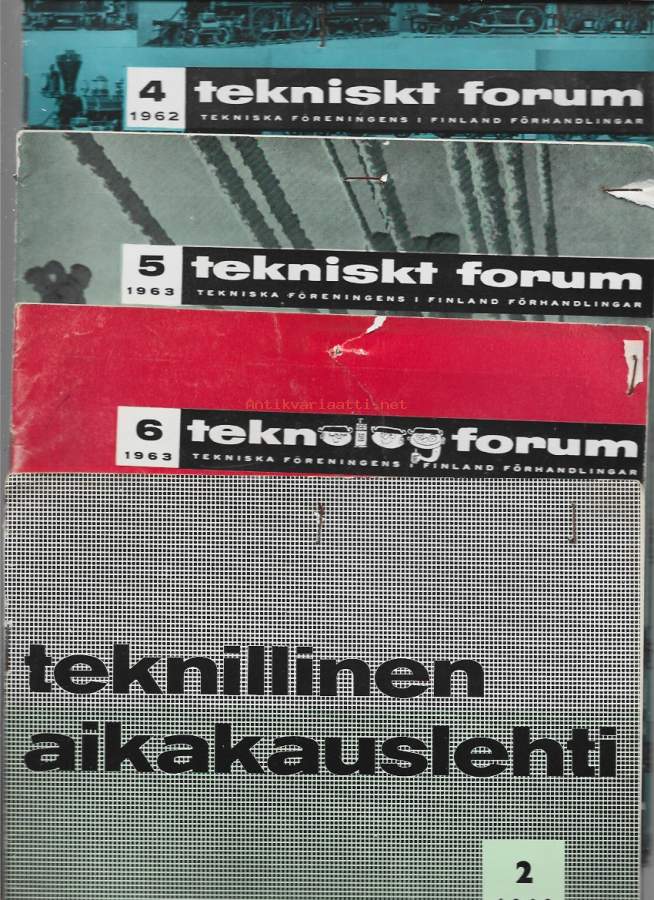 4 tekniskt forum
1962 TEKNISKA FÖRENINGENS I FINLAND FÖRHANDLINGAR
5 tekniskt forum
1963 TEKNISKA FÖRENINGENS I FINLAND FÖRHANDLINGAR
Antikvariaatti.net
6 teknolog forum
1963 TEKNISKA FÖRENINGENS I FINLAND FÖRHANDLINGAR
teknillinen
aikakauslehti
2